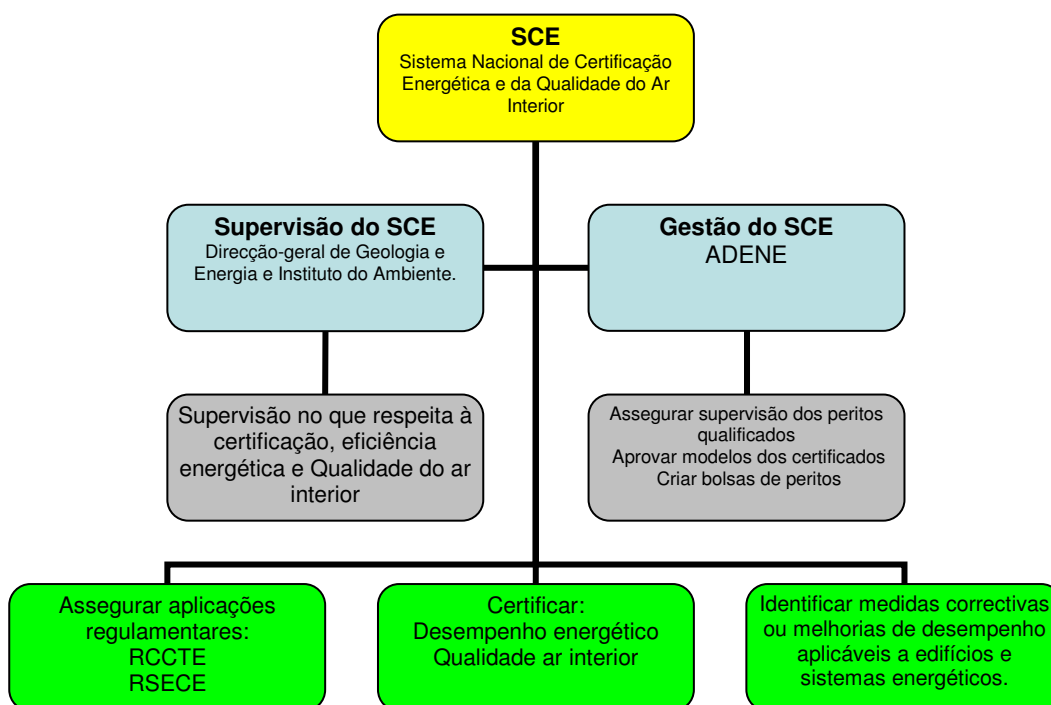 SCE
Sistema Nacional de Certificação
Energética e da Qualidade do Ar
Interior
Supervisão do SCE
Direcção-geral de Geologia e
Energia e Instituto do Ambiente.
Gestão do SCE
ADENE
Supervisão no que respeita à
certificação, eficiência
energética e Qualidade do ar
interior
Assegurar supervisão dos peritos
qualificados
Aprovar modelos dos certificados
Criar bolsas de peritos
Assegurar aplicações
regulamentares:
RCCTE
RSECE
Certificar:
Desempenho energético
Qualidade ar interior
Identificar medidas correctivas
ou melhorias de desempenho
aplicáveis a edifícios e
sistemas energéticos.